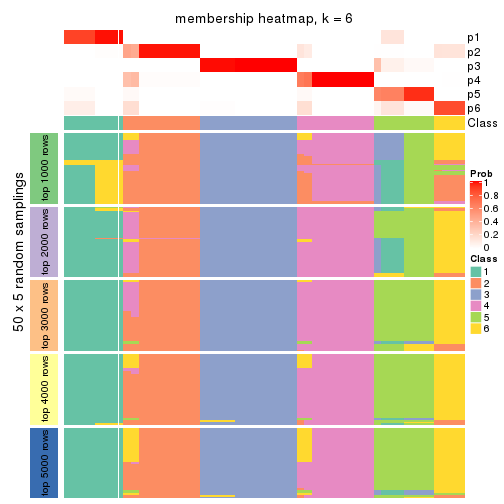 membership heatmap, k = 6
p1
p2
p3
p4
p5
p6
Class
50 x 5 random samplings
top 1000 rows
top 2000 rows
top 3000 rows
top 4000 rows
top 5000 rows
Prob
1
0.8
0.6
0.4
0.2
0
Class
1
2
3
4
5
6